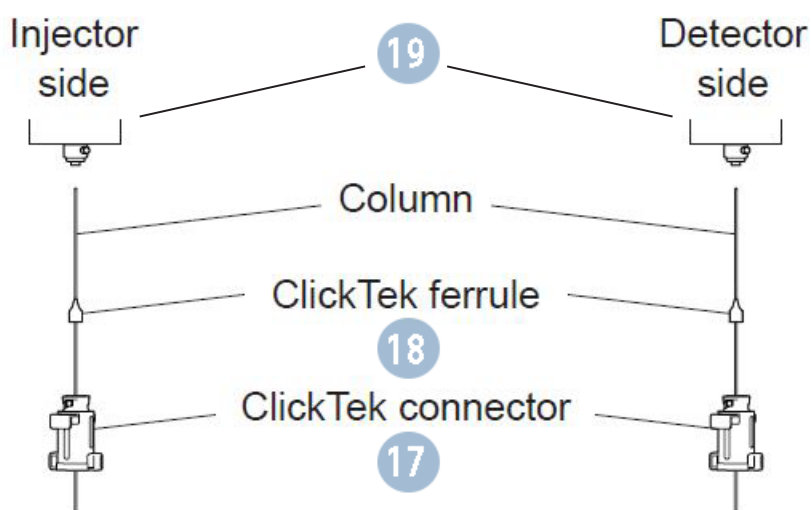 Injector
side
19
Detector
side
Column
ClickTek ferrule
18
ClickTek connector
17